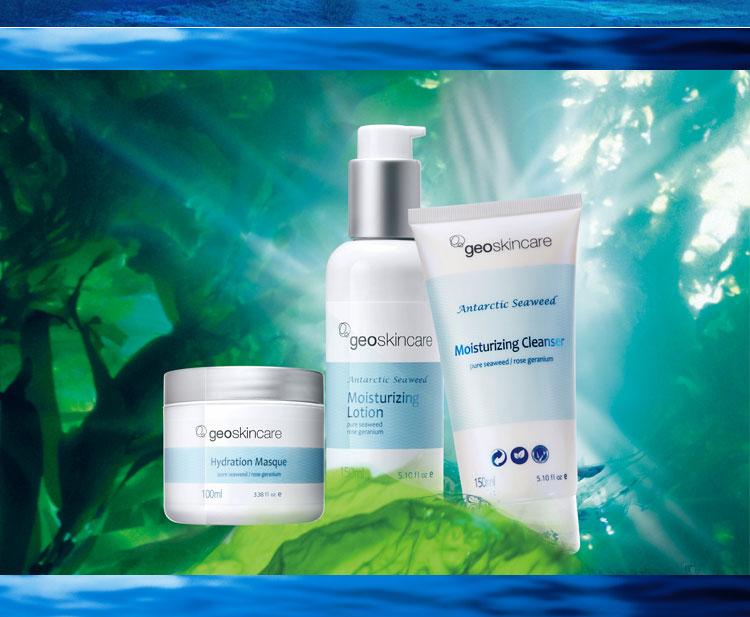 geoskincare
Hydration Masque
pure seaweed / rose geranium
100ml 3.38 fl oz e
geoskincare
Antarctic Seaweed
Moisturizing
Lotion
pure seaweed
rose geranium
150ml 5.10 fl oz e
geoskincare
Antarctic Seaweed
Moisturizing Cleanser
pure seaweed / rose geranium
150ml 5.10 fl oz e